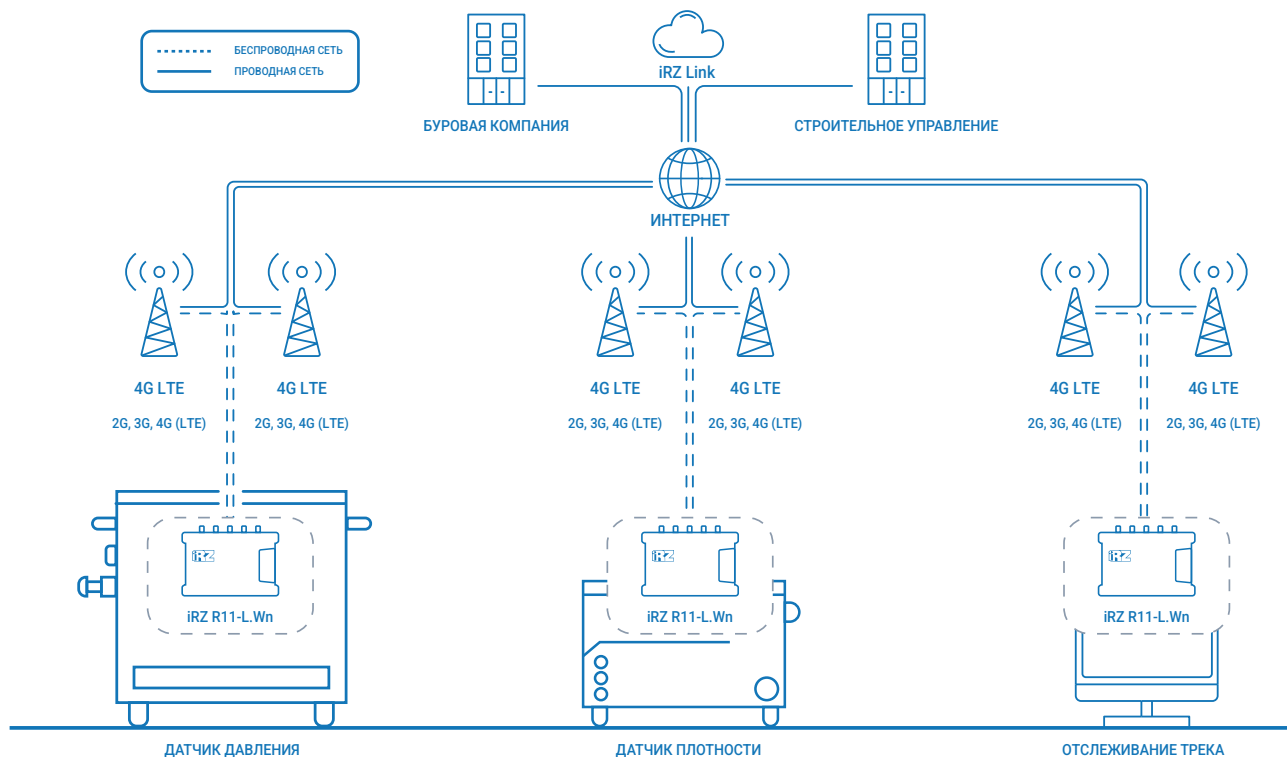 БЕСПРОВОДНАЯ СЕТЬ
ПРОВОДНАЯ СЕТЬ
iRZ Link
БУРОВАЯ КОМПАНИЯ
СТРОИТЕЛЬНОЕ УПРАВЛЕНИЕ
ИНТЕРНЕТ
4G LTE
4G LTE
4G LTE
4G LTE
4G LTE
4G LTE
2G, 3G, 4G (LTE)
2G, 3G, 4G (LTE)
2G, 3G, 4G (LTE)
2G, 3G, 4G (LTE)
2G, 3G, 4G (LTE)
2G, 3G, 4G (LTE)
iRZ
iRZ
iRZ
iRZ R11-L.Wn
iRZ R11-L.Wn
iRZ R11-L.Wn
ДАТЧИК ДАВЛЕНИЯ
ДАТЧИК ПЛОТНОСТИ
ОТСЛЕЖИВАНИЕ ТРЕКА